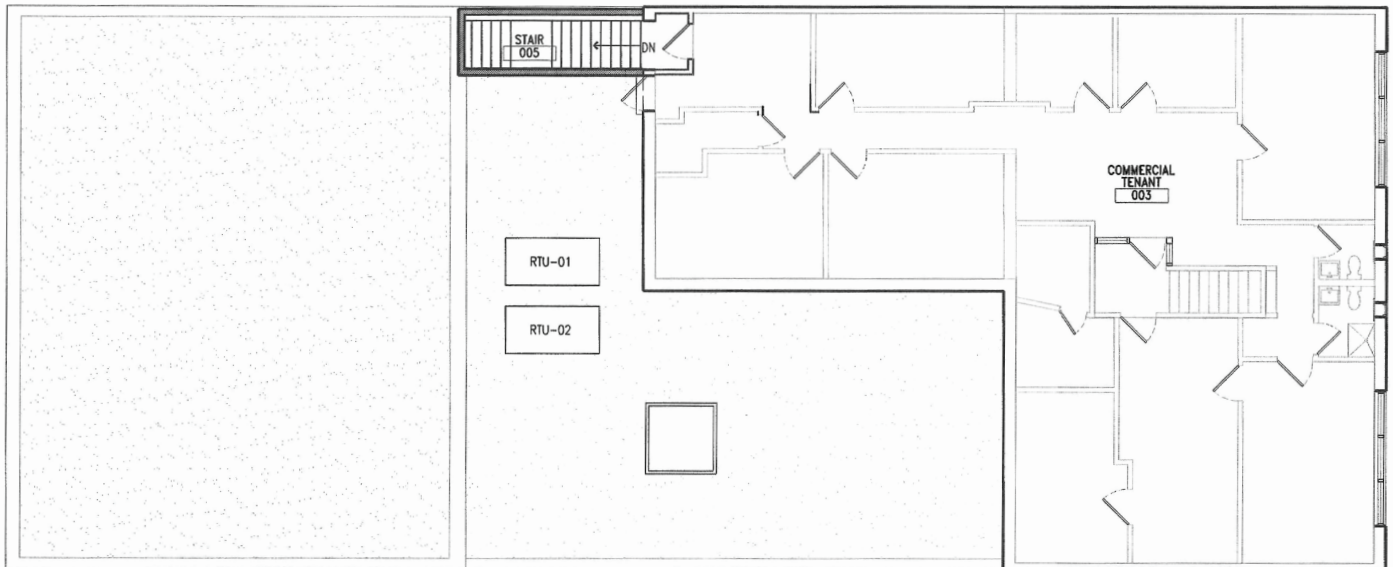 STAIR
005
DN
COMMERCIAL
TENANT
003
RTU-01
RTU-02